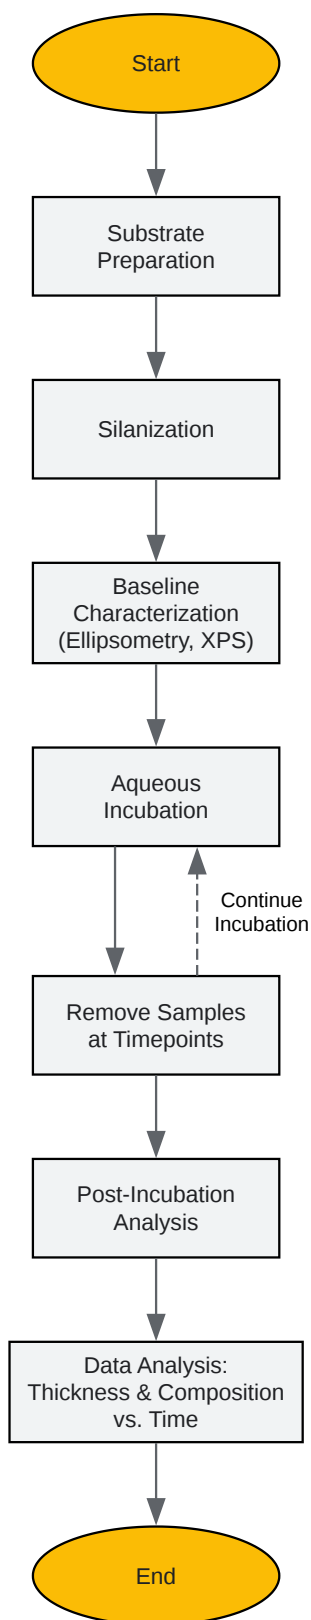 Start
Substrate
Preparation
Silanization
Baseline
Characterization
(Ellipsometry, XPS)
Aqueous
Incubation
Continue
Incubation
Remove Samples
at Timepoints
Post-Incubation
Analysis
Data Analysis:
Thickness & Composition
vs. Time
End